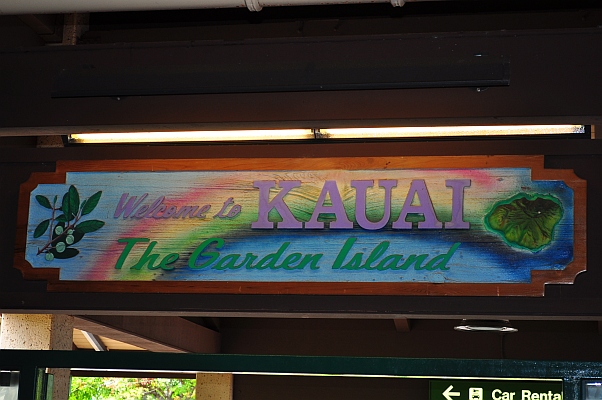 Welcome to KAUAI
The Garden Island
← Car Renta